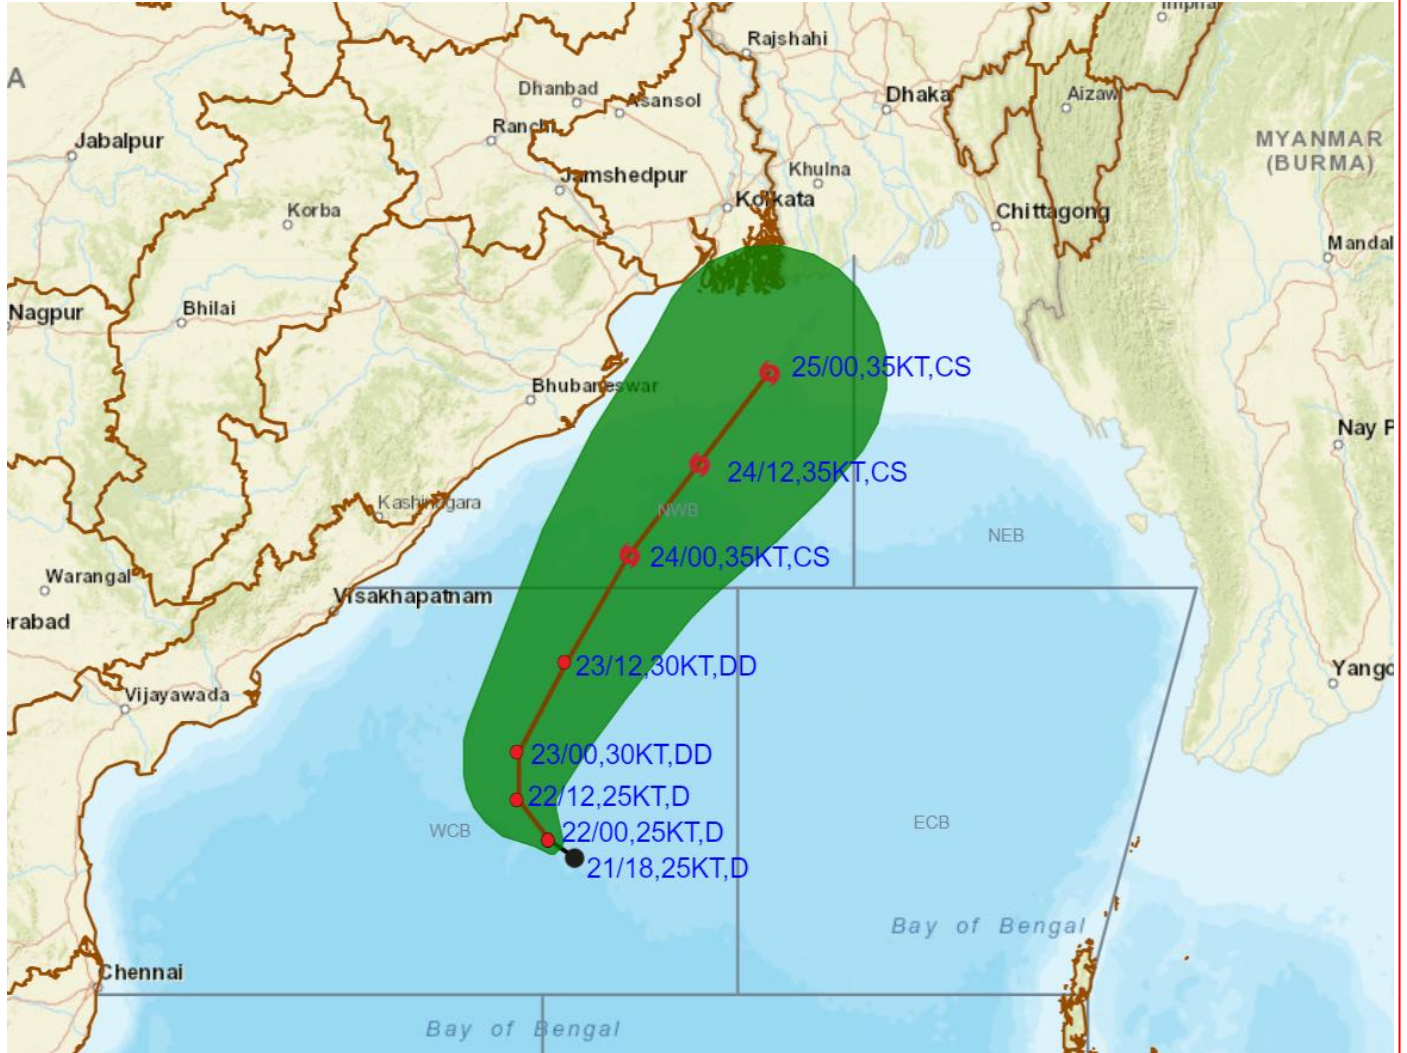 Imphal
Rajshahi
A
Dhanbad
Asansol
Dhaka
Aizawl
Ranchi
Jabalpur
MYANMAR
(BURMA)
Khulna
Jamshedpur
Kolkata
Korba
Chittagong
Mandal
Nagpur
Bhilai
25/00,35KT,CS
Bhubaneswar
Nay P
24/12,35KT,CS
Kashinagara
NWB
NEB
24/00,35KT,CS
Warangal
Visakhapatnam
erabad
23/12,30KT,DD
Yango
Vijayawada
23/00,30KT,DD
22/12,25KT,D
WCB
ECB
22/00,25KT,D
21/18,25KT,D
Bay of Bengal
Chennai
Bay of Bengal